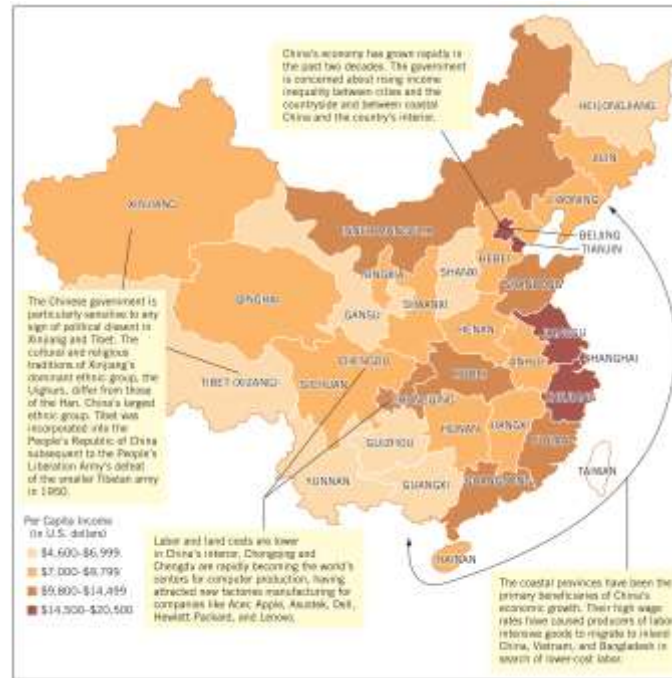 China's economy has grown rapidly in
the past two decades. The government
is concerned about rising income
inequality between cities and the
countryside and between coastal
China and the country's interior.
HEILONGJIANG
JILIN
LIAONING
XINJIANG
INNER MONGOLIA
BEIJING
TIANJIN
HEBEI
NINGXIA
SHANXI
SHANDONG
QINGHAI
GANSU
SHAANXI
HENAN
JIANGSU
The Chinese government is
particularly sensitive to any
sign of political dissent in
Xinjiang and Tibet. The
cultural and religious
traditions of Xinjiang's
dominant ethnic group, the
Uighurs, differ from those
of the Han, China's largest
ethnic group. Tibet was
incorporated into the
People's Republic of China
subsequent to the People's
Liberation Army's defeat
of the smaller Tibetan army
in 1950.
CHENGDU
ANHUI
SHANGHAI
TIBET (XIZANG)
SICHUAN
HUBEI
CHONGQING
ZHEJIANG
HUNAN
JIANGXI
GUIZHOU
FUJIAN
TAIWAN
YUNNAN
GUANGXI
GUANGDONG
HAINAN
Per Capita Income
(in U.S. dollars)
$4,600–$6,999
$7,000–$9,799
$9,800–$14,499
$14,500–$20,500
Labor and land costs are lower
in China's interior. Chongqing and
Chengdu are rapidly becoming the world's
centers for computer production, having
attracted new factories manufacturing for
companies like Acer, Apple, Asustek, Dell,
Hewlett Packard, and Lenovo.
The coastal provinces have been the
primary beneficiaries of China's
economic growth. Their high wage
rates have caused producers of labor
intensive goods to migrate to inland
China, Vietnam, and Bangladesh in
search of lower-cost labor.